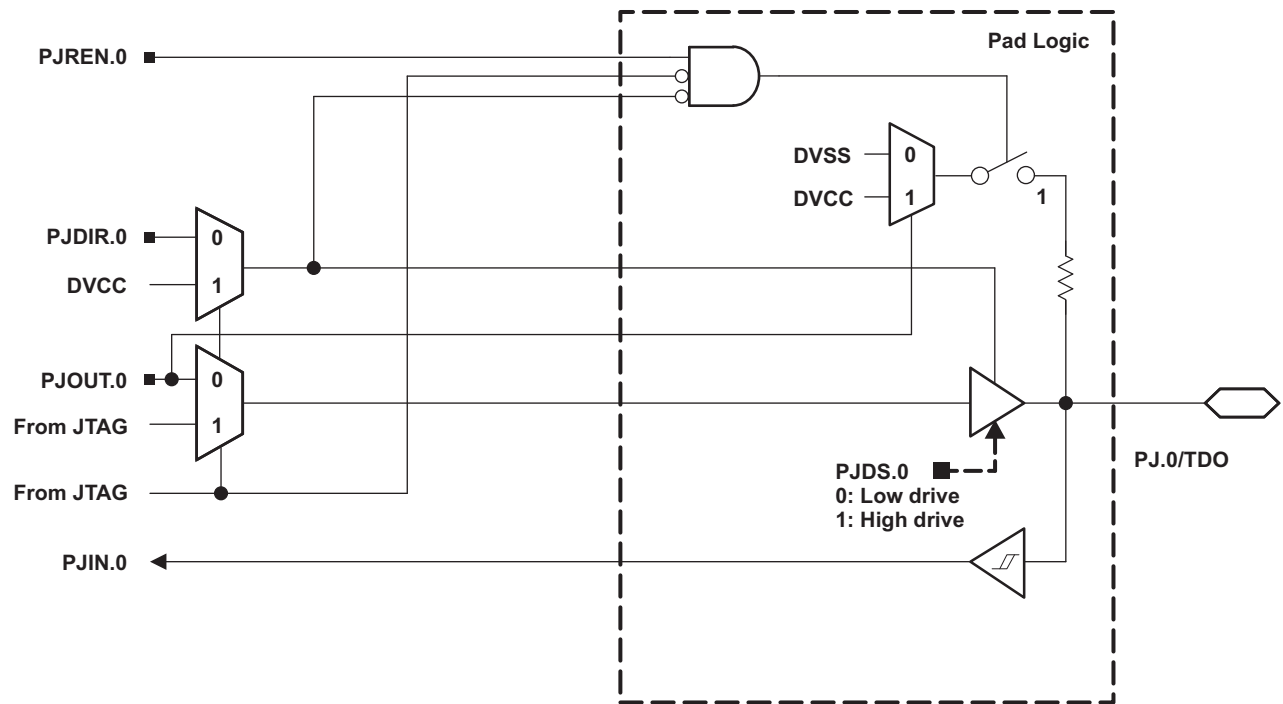 Pad Logic
PJREN.0
DVSS
0
DVCC
1
1
PJDIR.0
0
DVCC
1
PJOUT.0
0
From JTAG
1
PJ.0/TDO
PJDS.0
0: Low drive
1: High drive
From JTAG
PJIN.0